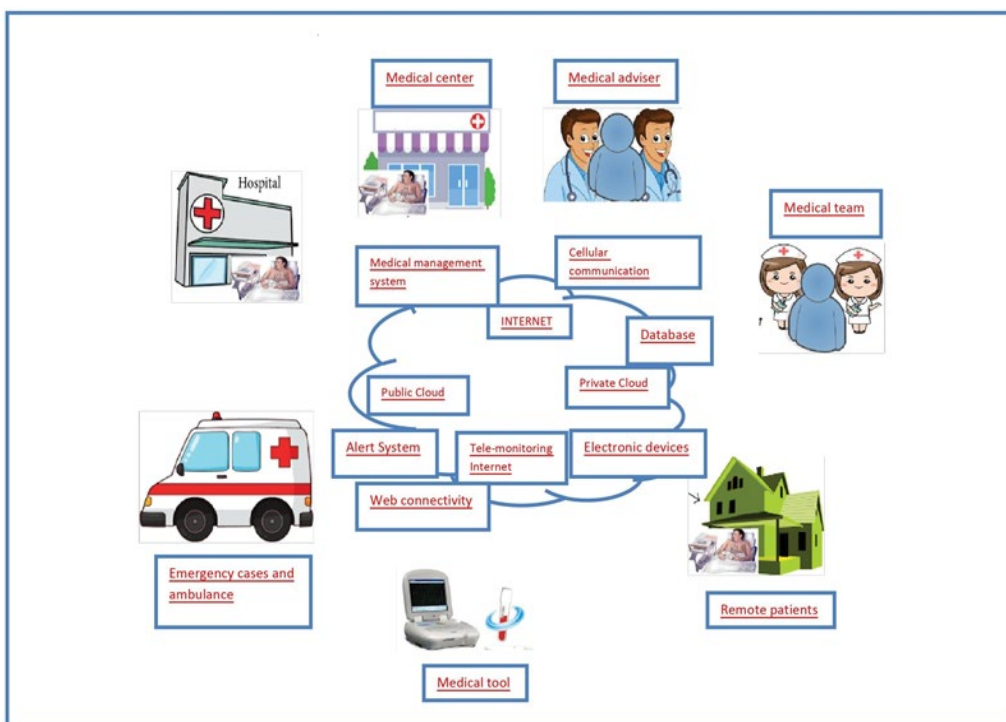 Medical center
Medical adviser
Hospital
Medical team
Medical management
system
Cellular
communication
INTERNET
Database
Public Cloud
Private Cloud
Alert System
Tele-monitoring
Internet
Electronic devices
Web connectivity
Emergency cases and
ambulance
Remote patients
Medical tool